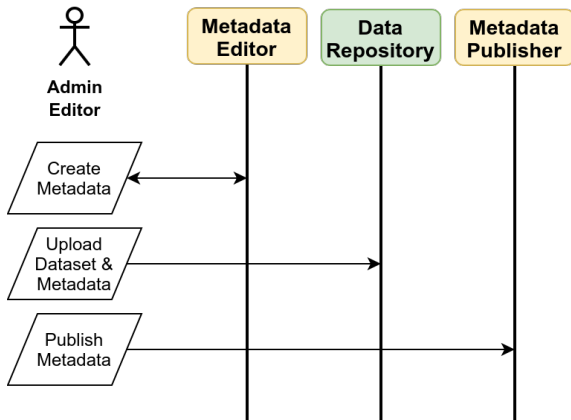 Admin
Editor
Metadata
Editor
Data
Repository
Metadata
Publisher
Create
Metadata
Upload
Dataset &
Metadata
Publish
Metadata